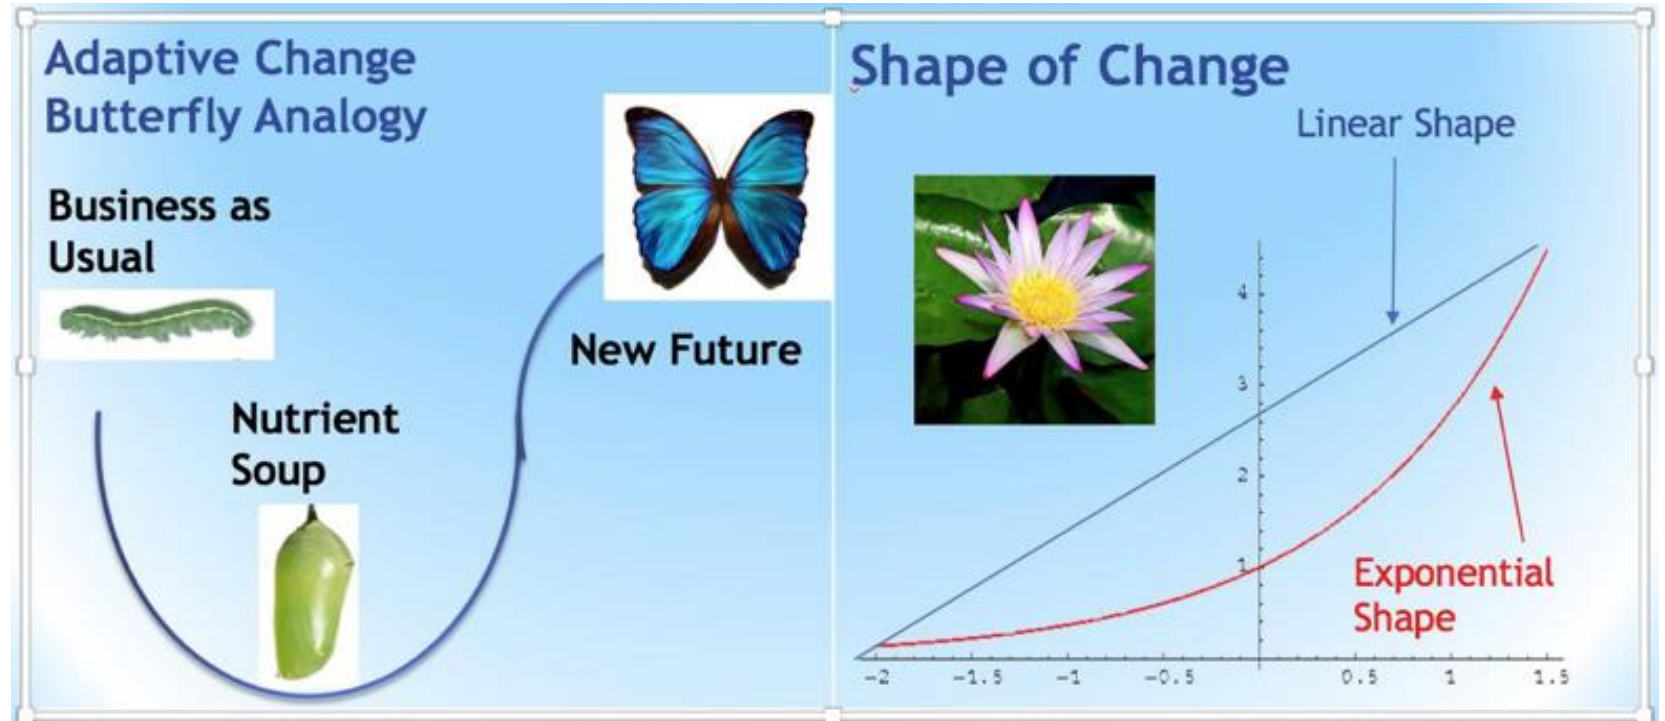 Adaptive Change
Butterfly Analogy
Business as
Usual
Nutrient
Soup
New Future
Shape of Change
Linear Shape
4
3
2
1
Exponential
Shape
-2
-1.5
-1
-0.5
0.5
1
1.5